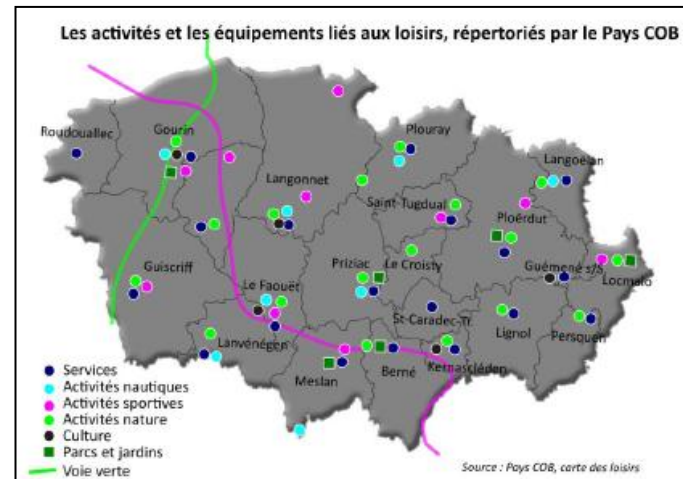 Les activités et les équipements liés aux loisirs, répertoriés par le Pays COB
Roudouallec
Gourin
Plouray
Langoëlan
Langonnet
Saint-Tugdual
Ploërdut
Guiscriff
Priziac
Le Croisty
Guémené s/S
Locmalo
Le Faouët
St-Caradec-Tr.
Lignol
Persquen
Lanvénégen
Meslan
Berné
Kernascléden
Services
Activités nautiques
Activités sportives
Activités nature
Culture
Parcs et jardins
Voie verte
Source : Pays COB, carte des loisirs